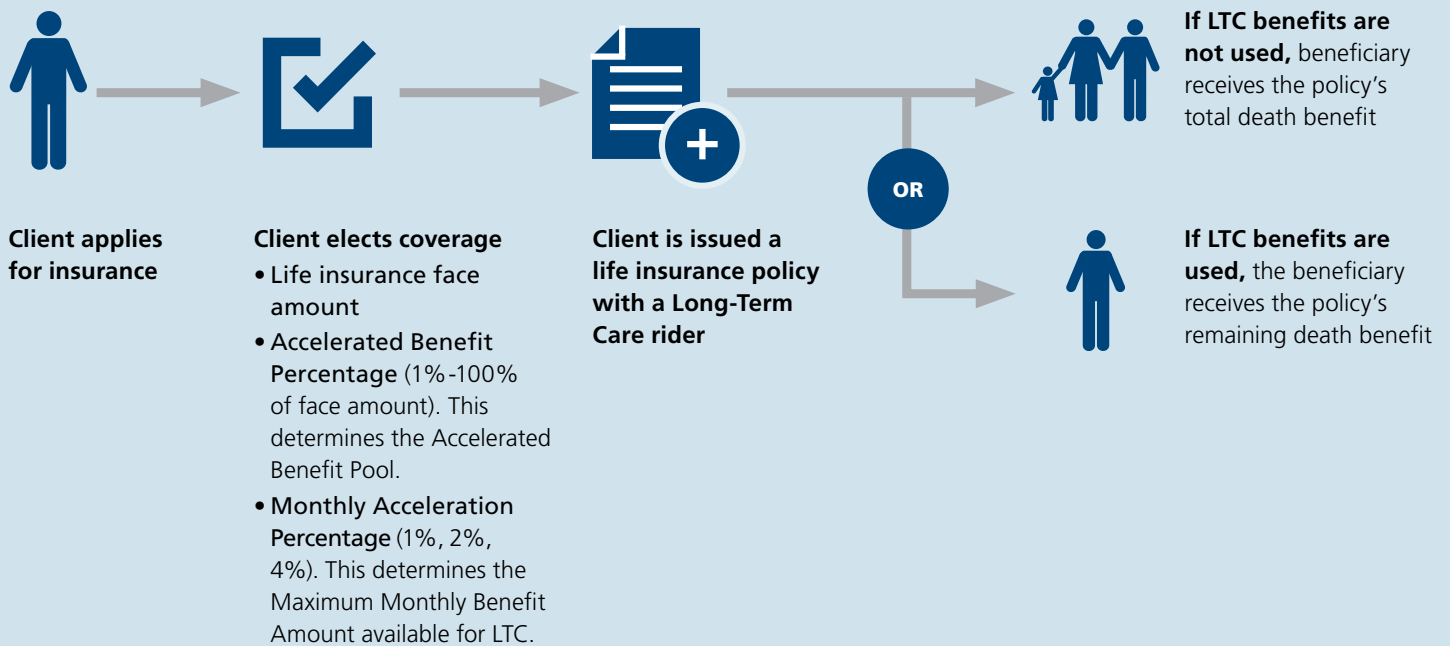 Client applies
for insurance
Client elects coverage
• Life insurance face
amount
• Accelerated Benefit
Percentage (1%-100%
of face amount). This
determines the Accelerated
Benefit Pool.
• Monthly Acceleration
Percentage (1%, 2%,
4%). This determines the
Maximum Monthly Benefit
Amount available for LTC.
Client is issued a
life insurance policy
with a Long-Term
Care rider
OR
If LTC benefits are
not used, beneficiary
receives the policy's
total death benefit
If LTC benefits are
used, the beneficiary
receives the policy's
remaining death benefit